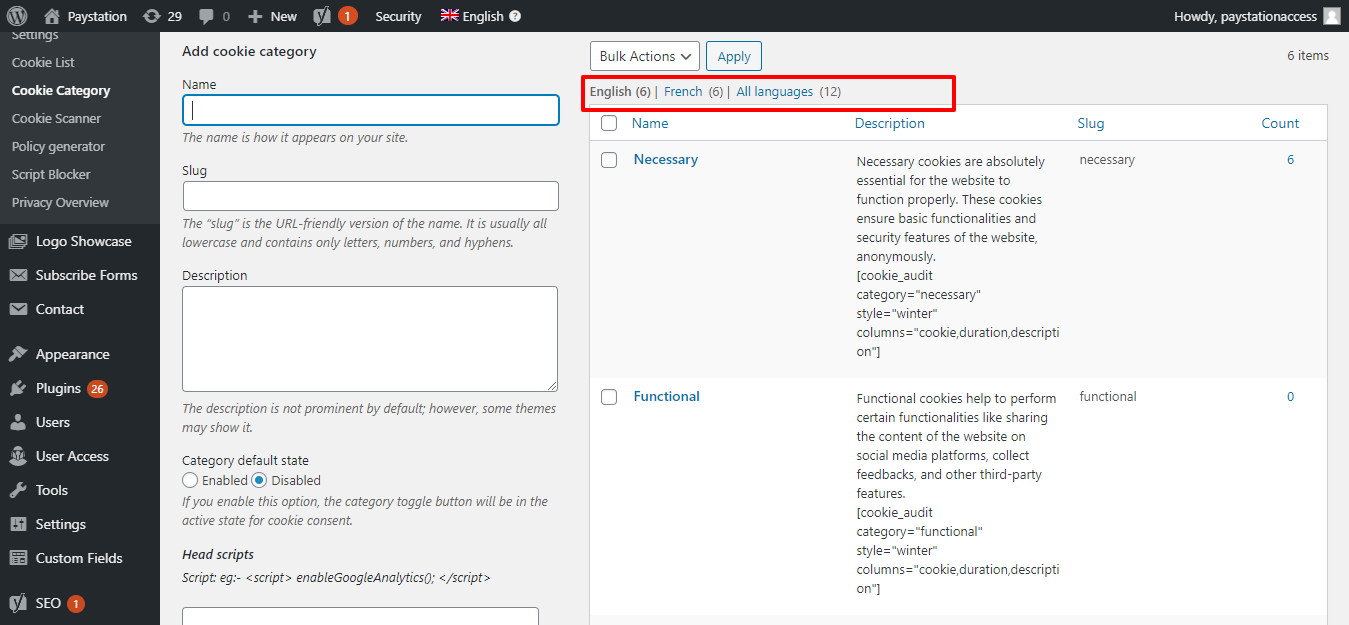 Paystation 29 0 New 1 Security English Howdy, paystationaccess
Settings
Cookie List
Cookie Category
Cookie Scanner
Policy generator
Script Blocker
Privacy Overview
Logo Showcase
Subscribe Forms
Contact
Appearance
Plugins 26
Users
User Access
Tools
Settings
Custom Fields
SEO 1
Add cookie category
Name
The name is how it appears on your site.
Slug
The “slug” is the URL-friendly version of the name. It is usually all
lowercase and contains only letters, numbers, and hyphens.
Description
The description is not prominent by default; however, some themes
may show it.
Category default state
Enabled Disabled
If you enable this option, the category toggle button will be in the
active state for cookie consent.
Head scripts
Script: eg:- <script> enableGoogleAnalytics(); </script>
Bulk Actions Apply 6 items
English (6) | French (6) | All languages (12)
Name Description Slug Count
Necessary Necessary cookies are absolutely necessary 6
essential for the website to
function properly. These cookies
ensure basic functionalities and
security features of the website,
anonymously.
[cookie_audit
category="necessary"
style="winter"
columns="cookie,duration,descripti
on"]
Functional Functional cookies help to perform functional 0
certain functionalities like sharing
the content of the website on
social media platforms, collect
feedbacks, and other third-party
features.
[cookie_audit
category="functional"
style="winter"
columns="cookie,duration,descripti
on"]